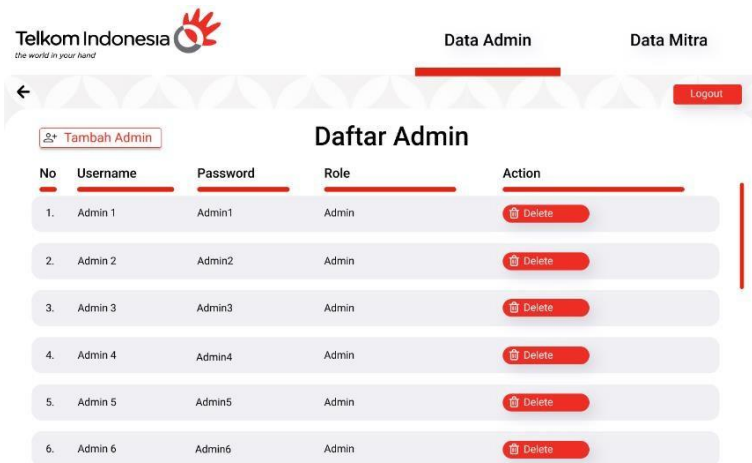 Telkom Indonesia
the world in your hand
Data Admin
Data Mitra
Logout
Tambah Admin
Daftar Admin
No Username Password Role Action
1. Admin 1 Admin1 Admin Delete
2. Admin 2 Admin2 Admin Delete
3. Admin 3 Admin3 Admin Delete
4. Admin 4 Admin4 Admin Delete
5. Admin 5 Admin5 Admin Delete
6. Admin 6 Admin6 Admin Delete